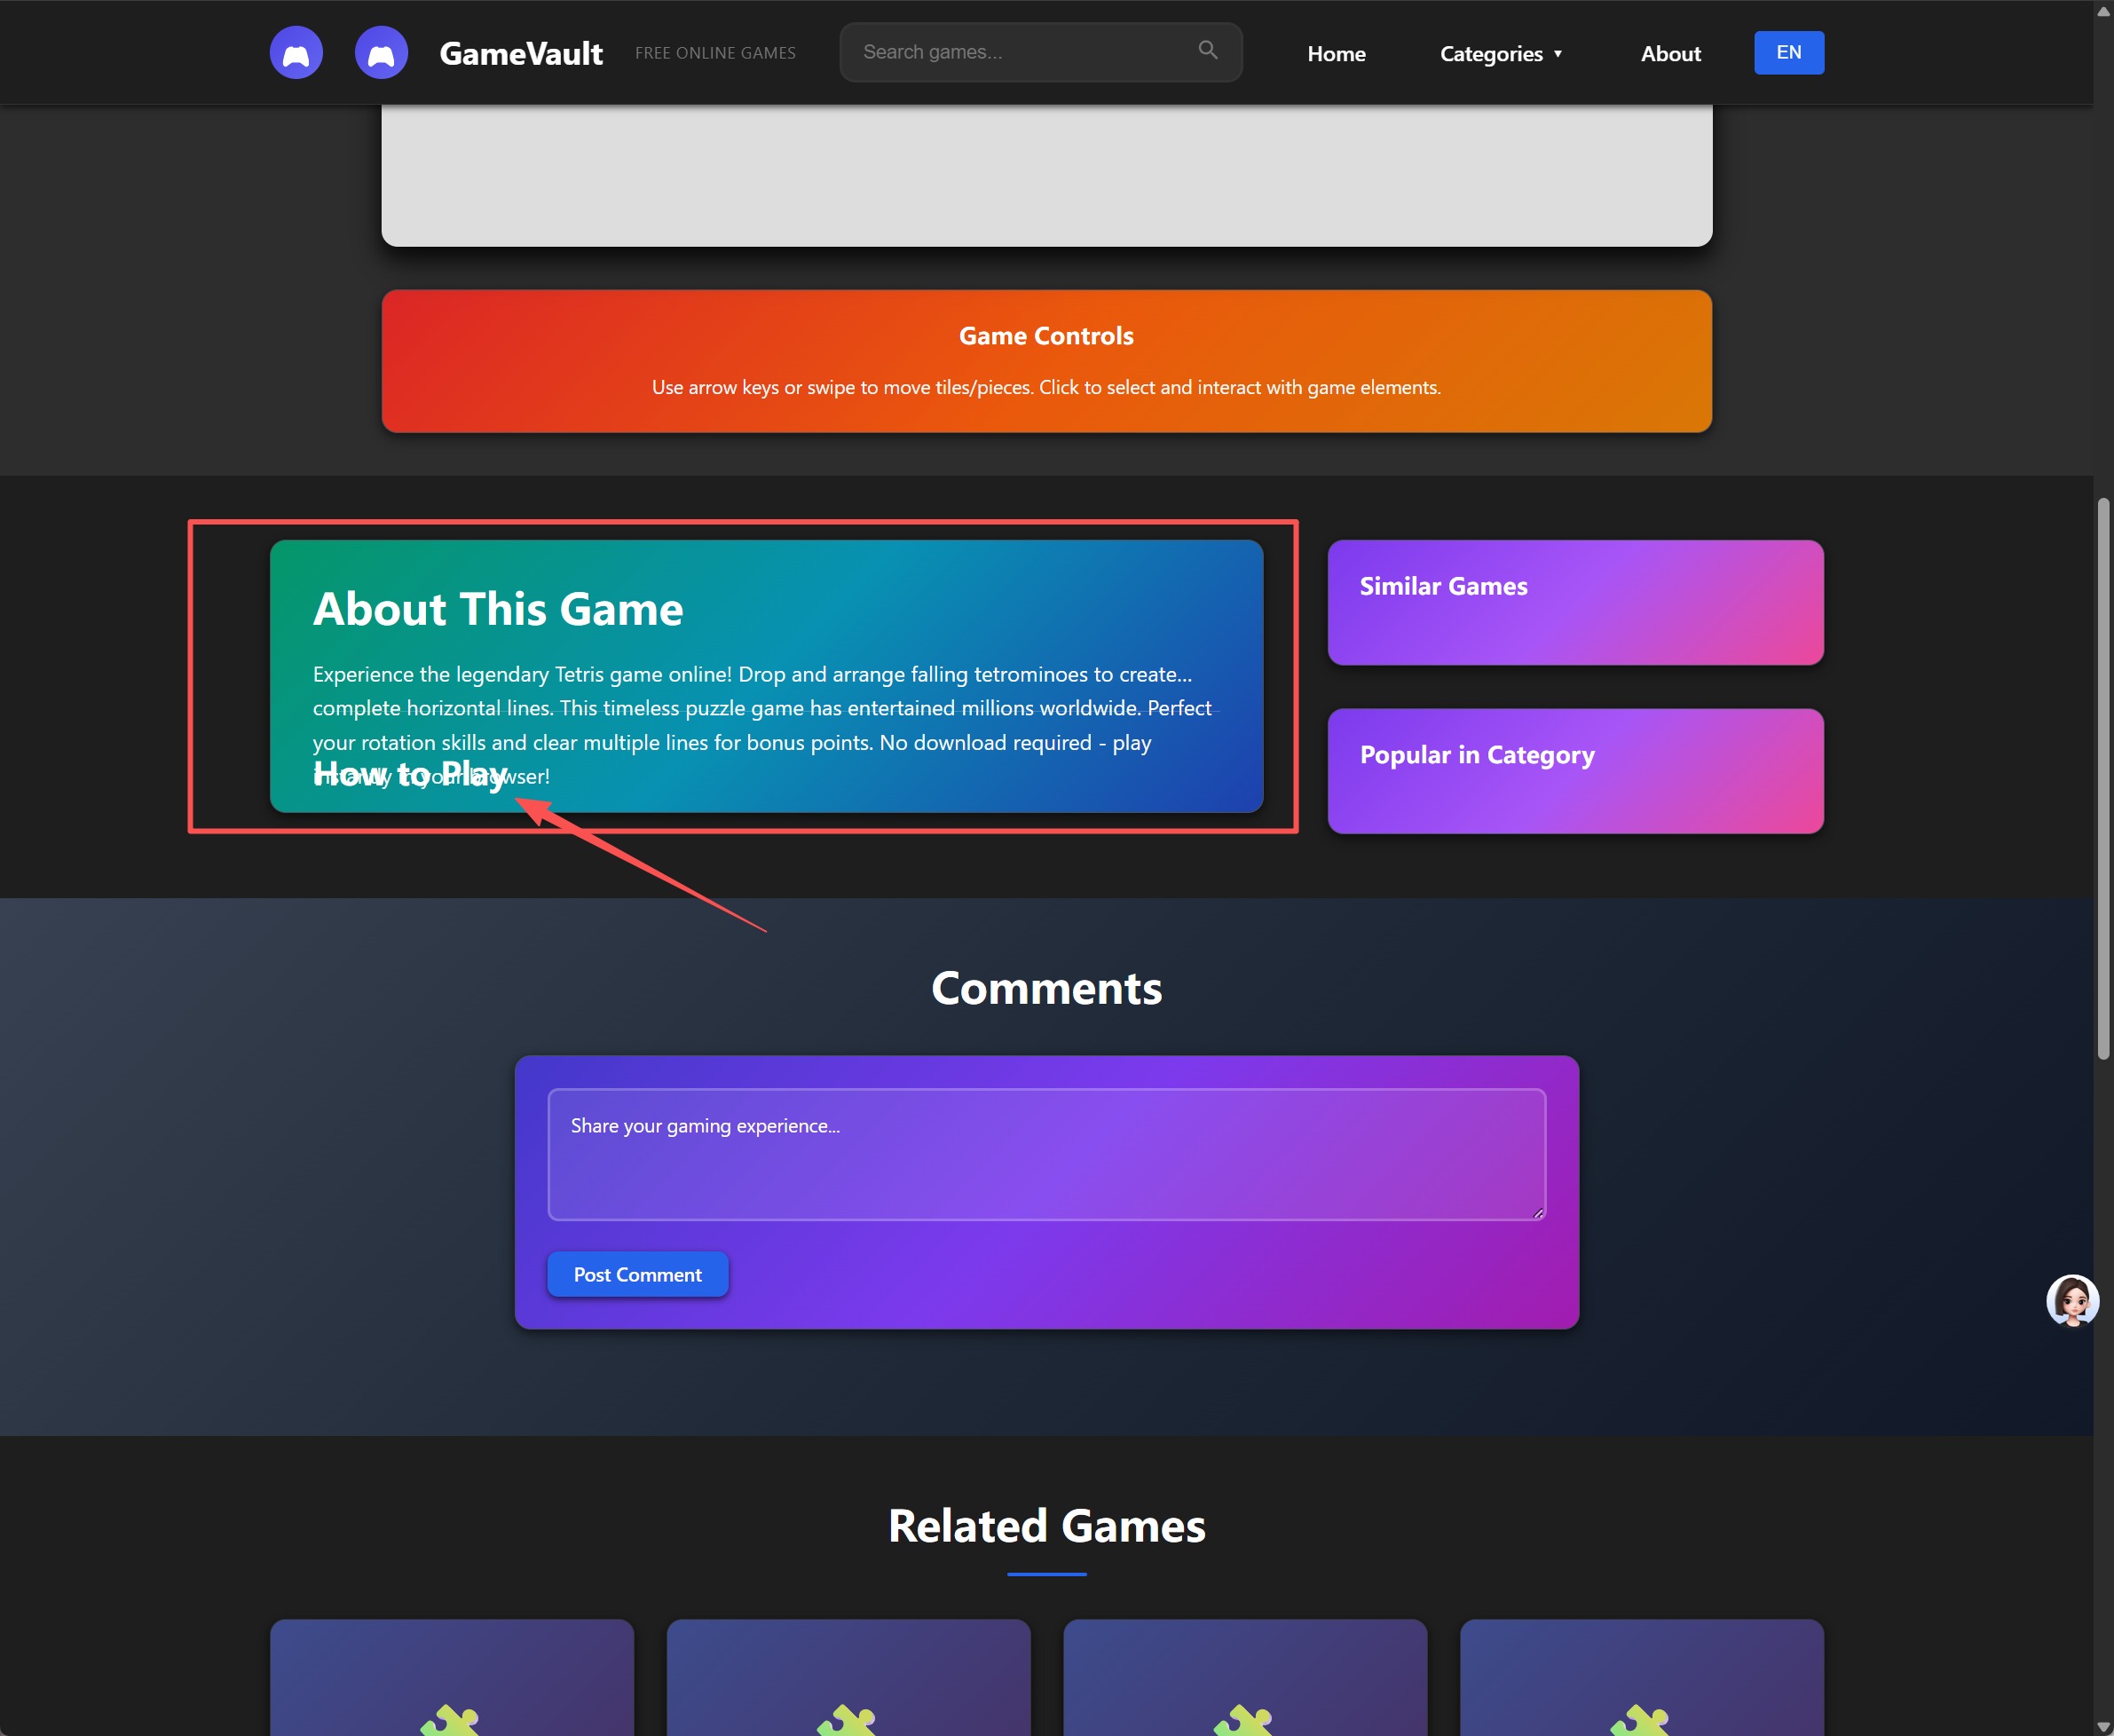 GameVault FREE ONLINE GAMES Search games... Home Categories ▼ About EN
Game Controls
Use arrow keys or swipe to move tiles/pieces. Click to select and interact with game elements.
About This Game
Experience the legendary Tetris game online! Drop and arrange falling tetrominoes to create...
complete horizontal lines. This timeless puzzle game has entertained millions worldwide. Perfect
your rotation skills and clear multiple lines for bonus points. No download required - play
instantly in your browser!
How to Play
Similar Games
Popular in Category
Comments
Share your gaming experience...
Post Comment
Related Games